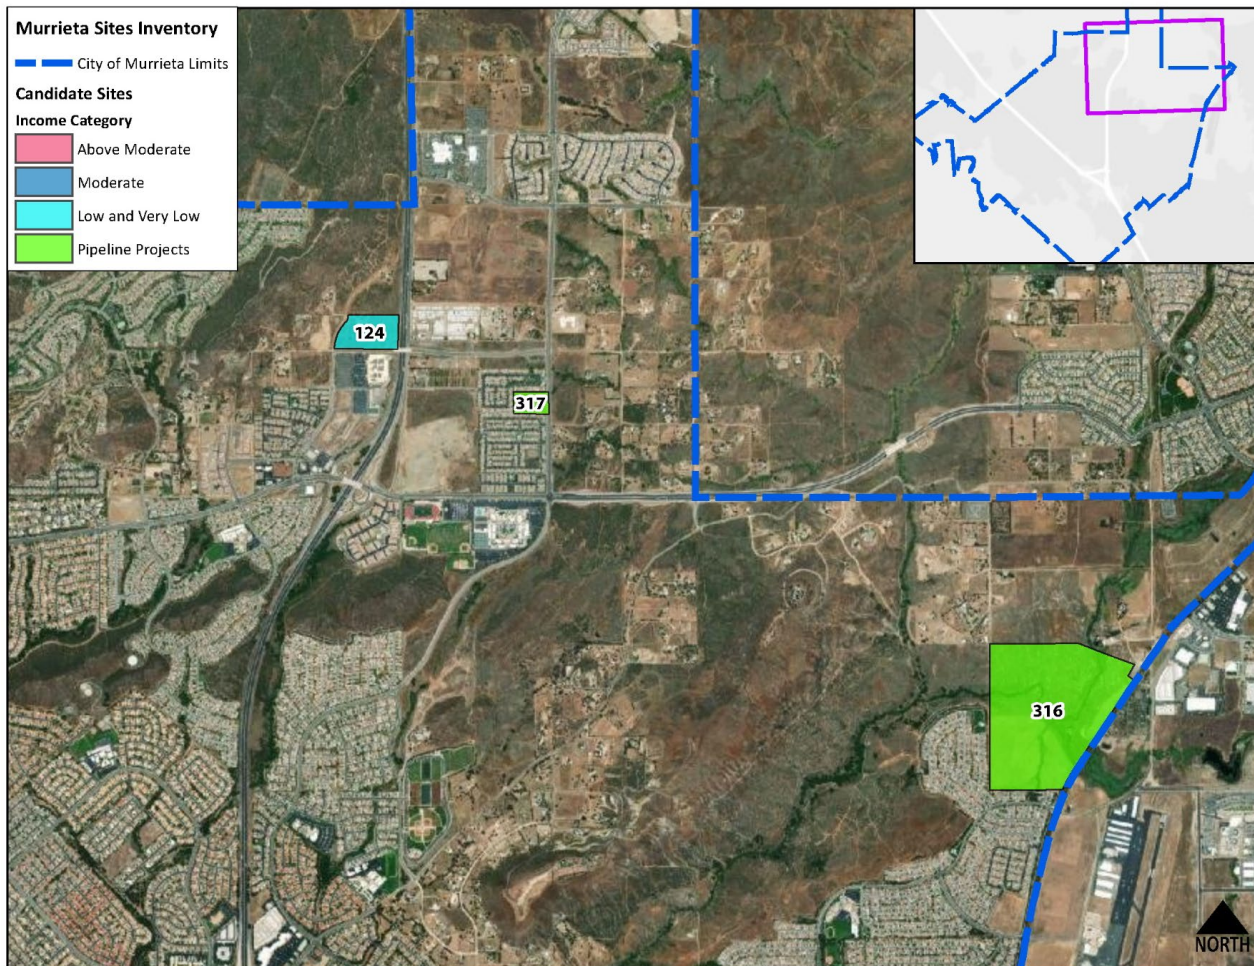 Murrieta Sites Inventory
City of Murrieta Limits
Candidate Sites
Income Category
Above Moderate
Moderate
Low and Very Low
Pipeline Projects
124
317
316
NORTH